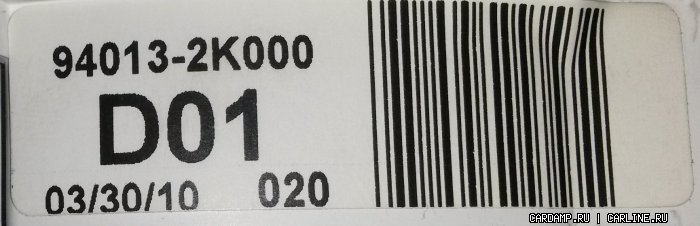 94013-2K000
D01
03/30/10 020
CARDAMP.RU | CARLINE.RU